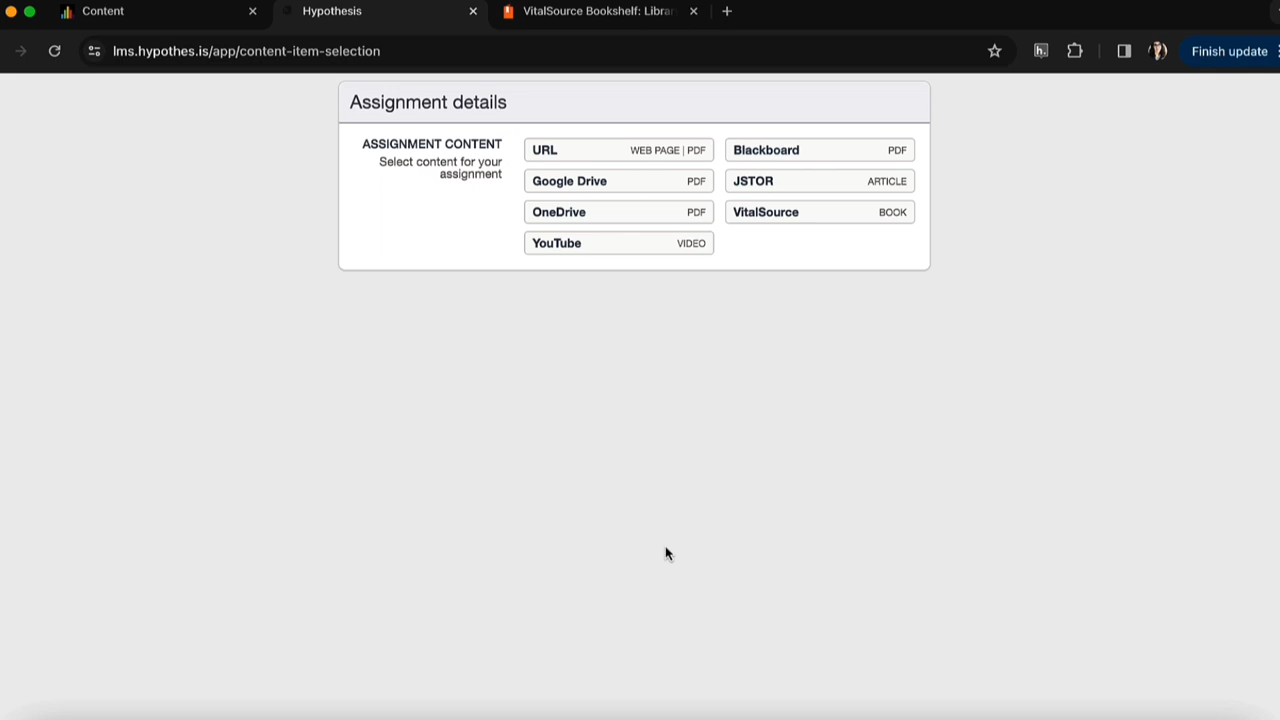 Content
Hypothesis
VitalSource Bookshelf: Librar
lms.hypothes.is/app/content-item-selection
h.
Finish update
Assignment details
ASSIGNMENT CONTENT
Select content for your
assignment
URL WEB PAGE | PDF
Blackboard PDF
Google Drive PDF
JSTOR ARTICLE
OneDrive PDF
VitalSource BOOK
YouTube VIDEO